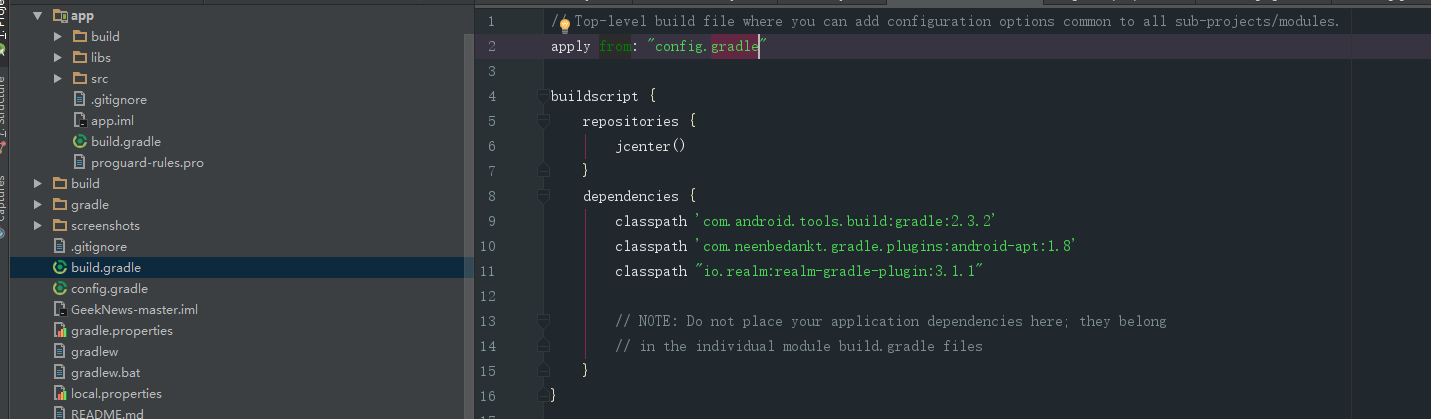 app
build
libs
src
.gitignore
app.iml
build.gradle
proguard-rules.pro
build
gradle
screenshots
.gitignore
build.gradle
config.gradle
GeekNews-master.iml
gradle.properties
gradlew
gradlew.bat
local.properties
README.md
Structure
Captures
1 // Top-level build file where you can add configuration options common to all sub-projects/modules.
2 apply from: "config.gradle"
3
4 buildscript {
5 repositories {
6 jcenter()
7 }
8 dependencies {
9 classpath 'com.android.tools.build:gradle:2.3.2'
10 classpath 'com.neenbedankt.gradle.plugins:android-apt:1.8'
11 classpath "io.realm:realm-gradle-plugin:3.1.1"
12
13 // NOTE: Do not place your application dependencies here; they belong
14 // in the individual module build.gradle files
15 }
16 }